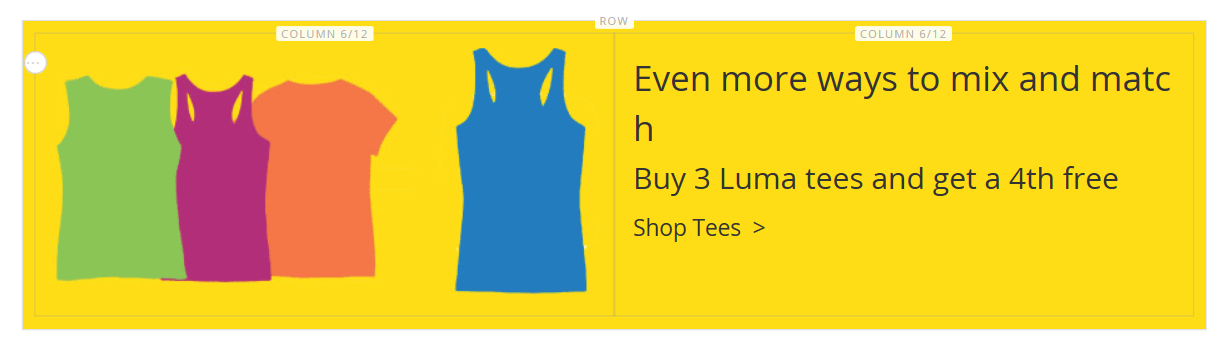 ROW
COLUMN 6/12
COLUMN 6/12
Even more ways to mix and matc
h
Buy 3 Luma tees and get a 4th free
Shop Tees >